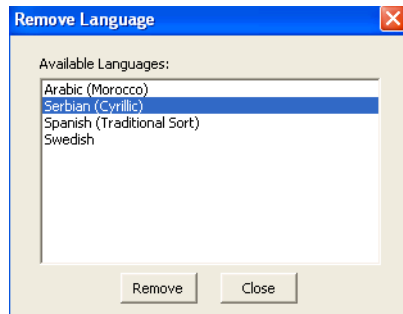 Remove Language
Available Languages:
Arabic (Morocco)
Serbian (Cyrillic)
Spanish (Traditional Sort)
Swedish
Remove Close